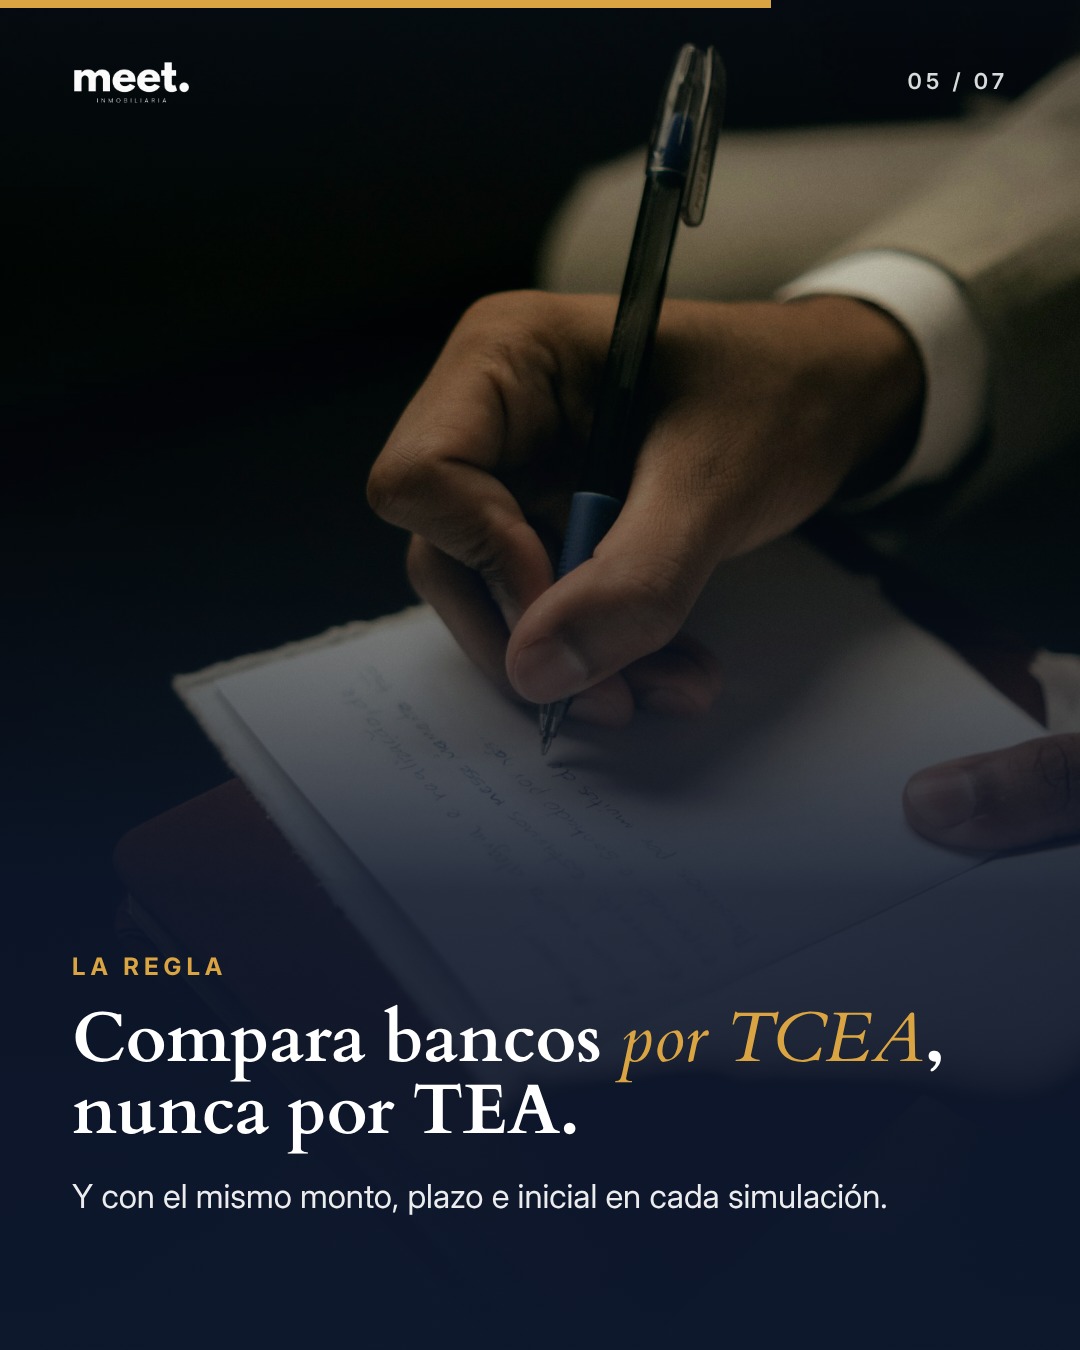 meet.
INMOBILIARIA
05 / 07
LA REGLA
Compara bancos por TCEA,
nunca por TEA.
Y con el mismo monto, plazo e inicial en cada simulación.